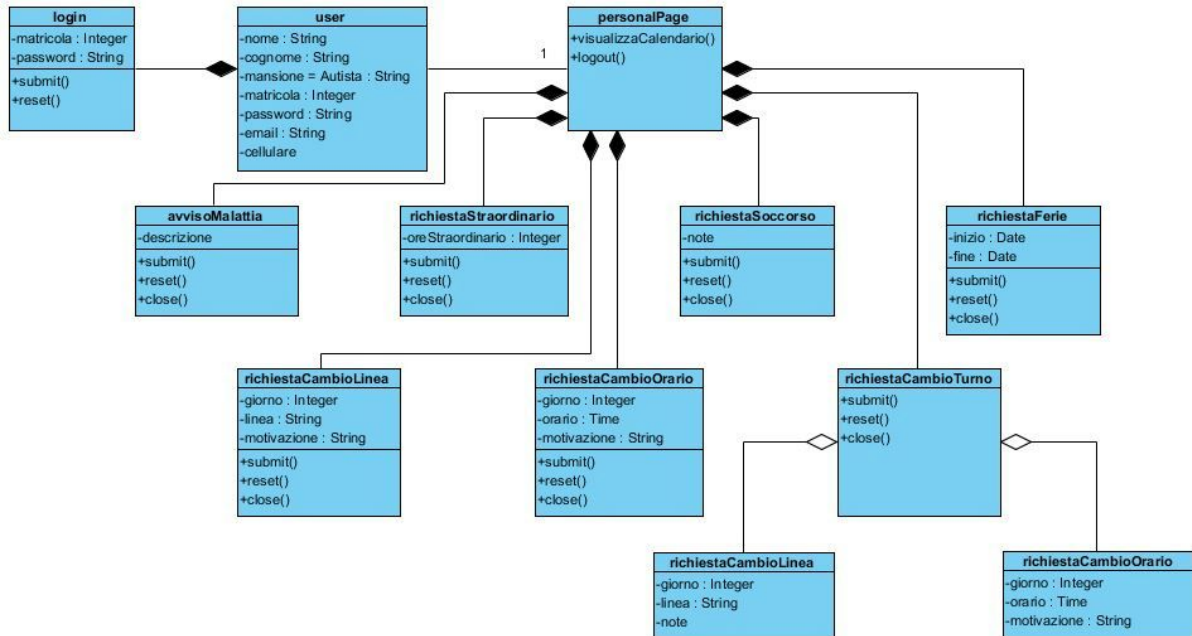 login
-matricola : Integer
-password : String
+submit()
+reset()
user
-nome : String
-cognome : String
-mansione = Autista : String
-matricola : Integer
-password : String
-email : String
-cellulare
1
personalPage
+visualizzaCalendario()
+logout()
avvisoMalattia
-descrizione
+submit()
+reset()
+close()
richiestaStraordinario
-oreStraordinario : Integer
+submit()
+reset()
+close()
richiestaSoccorso
-note
+submit()
+reset()
+close()
richiestaFerie
-inizio : Date
-fine : Date
+submit()
+reset()
+close()
richiestaCambioLinea
-giorno : Integer
-linea : String
-motivazione : String
+submit()
+reset()
+close()
richiestaCambioOrario
-giorno : Integer
-orario : Time
-motivazione : String
+submit()
+reset()
+close()
richiestaCambioTurno
+submit()
+reset()
+close()
richiestaCambioLinea
-giorno : Integer
-linea : String
-note
richiestaCambioOrario
-giorno : Integer
-orario : Time
-motivazione : String